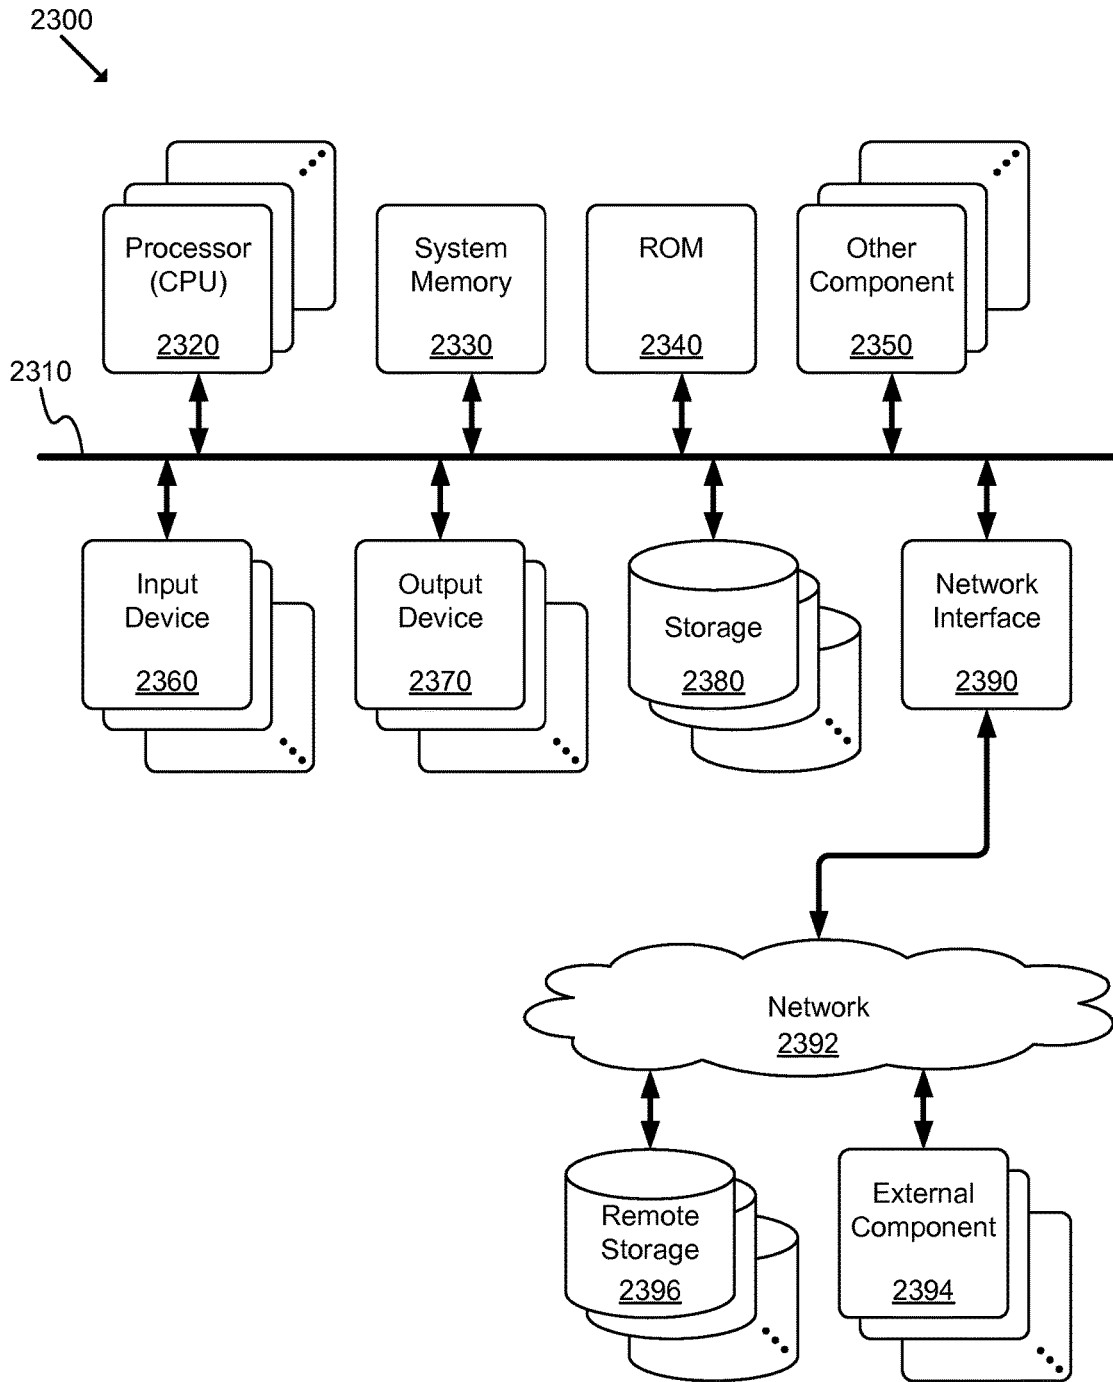 2300
Processor
(CPU)
2320
System
Memory
2330
ROM
2340
Other
Component
2350
2310
Input
Device
2360
Output
Device
2370
Storage
2380
Network
Interface
2390
Network
2392
Remote
Storage
2396
External
Component
2394